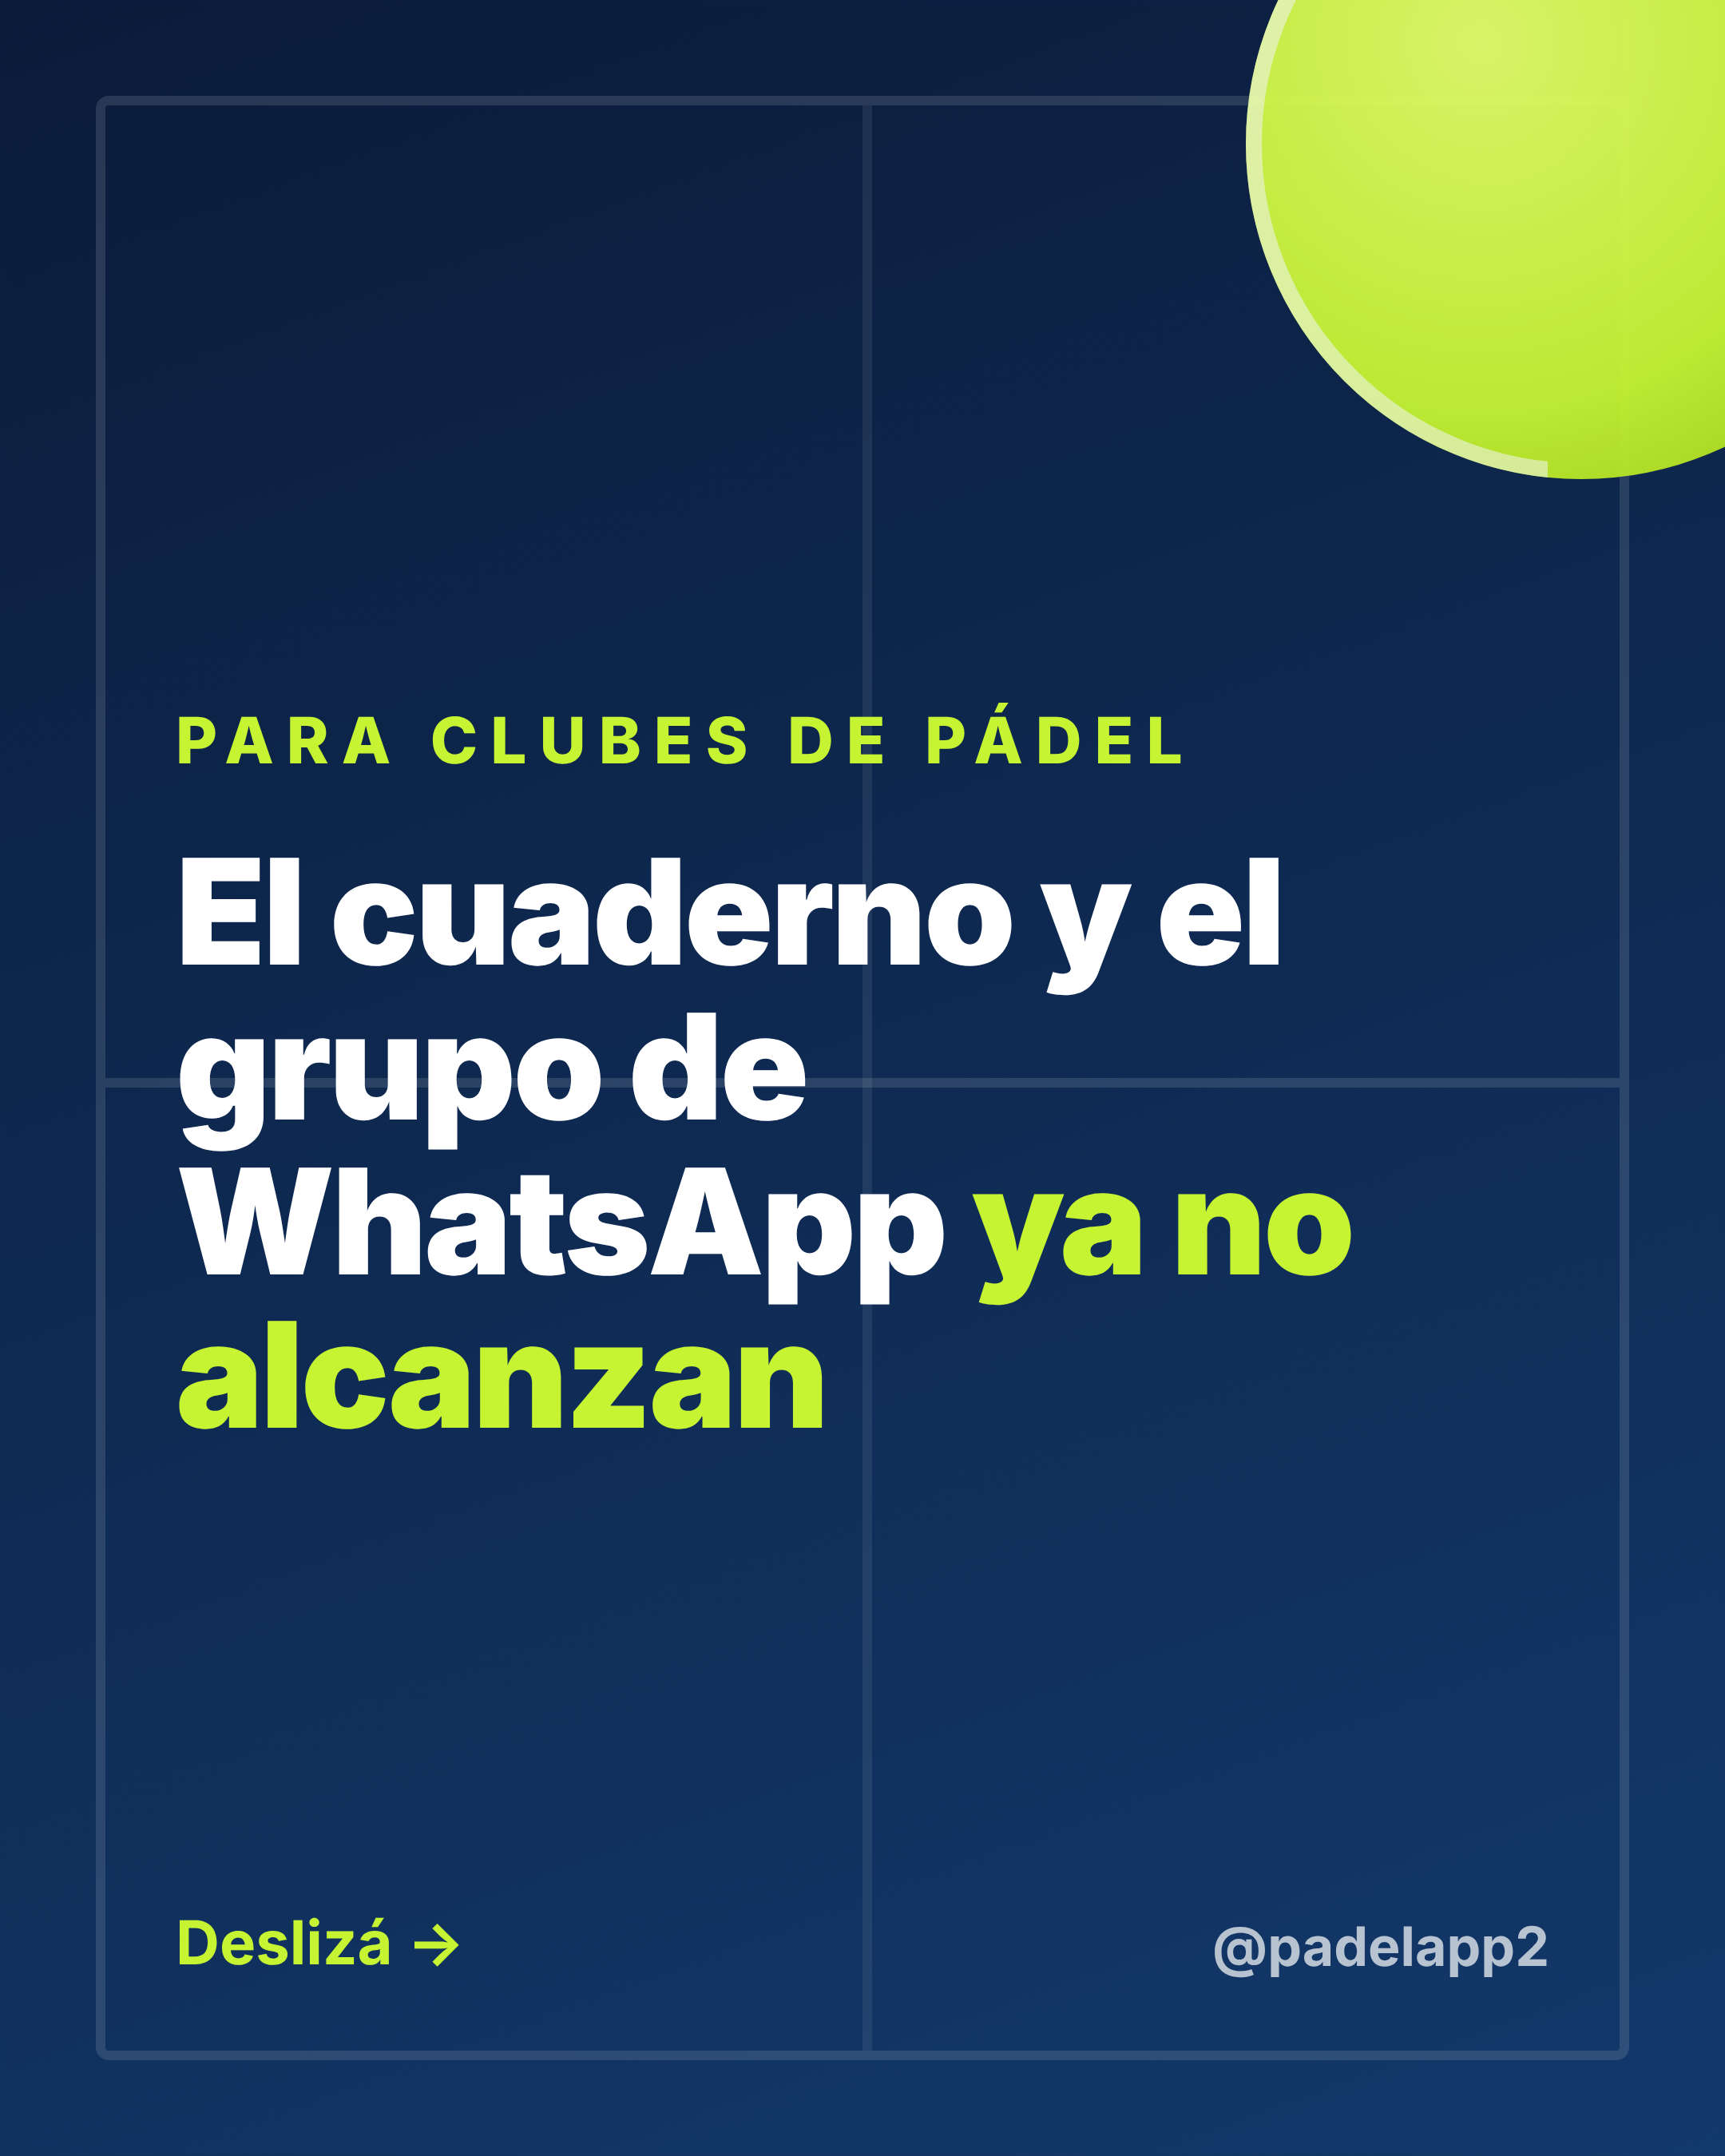 PARA CLUBES DE PÁDEL
El cuaderno y el
grupo de
WhatsApp ya no
alcanzan
Deslizá →
@padelapp2